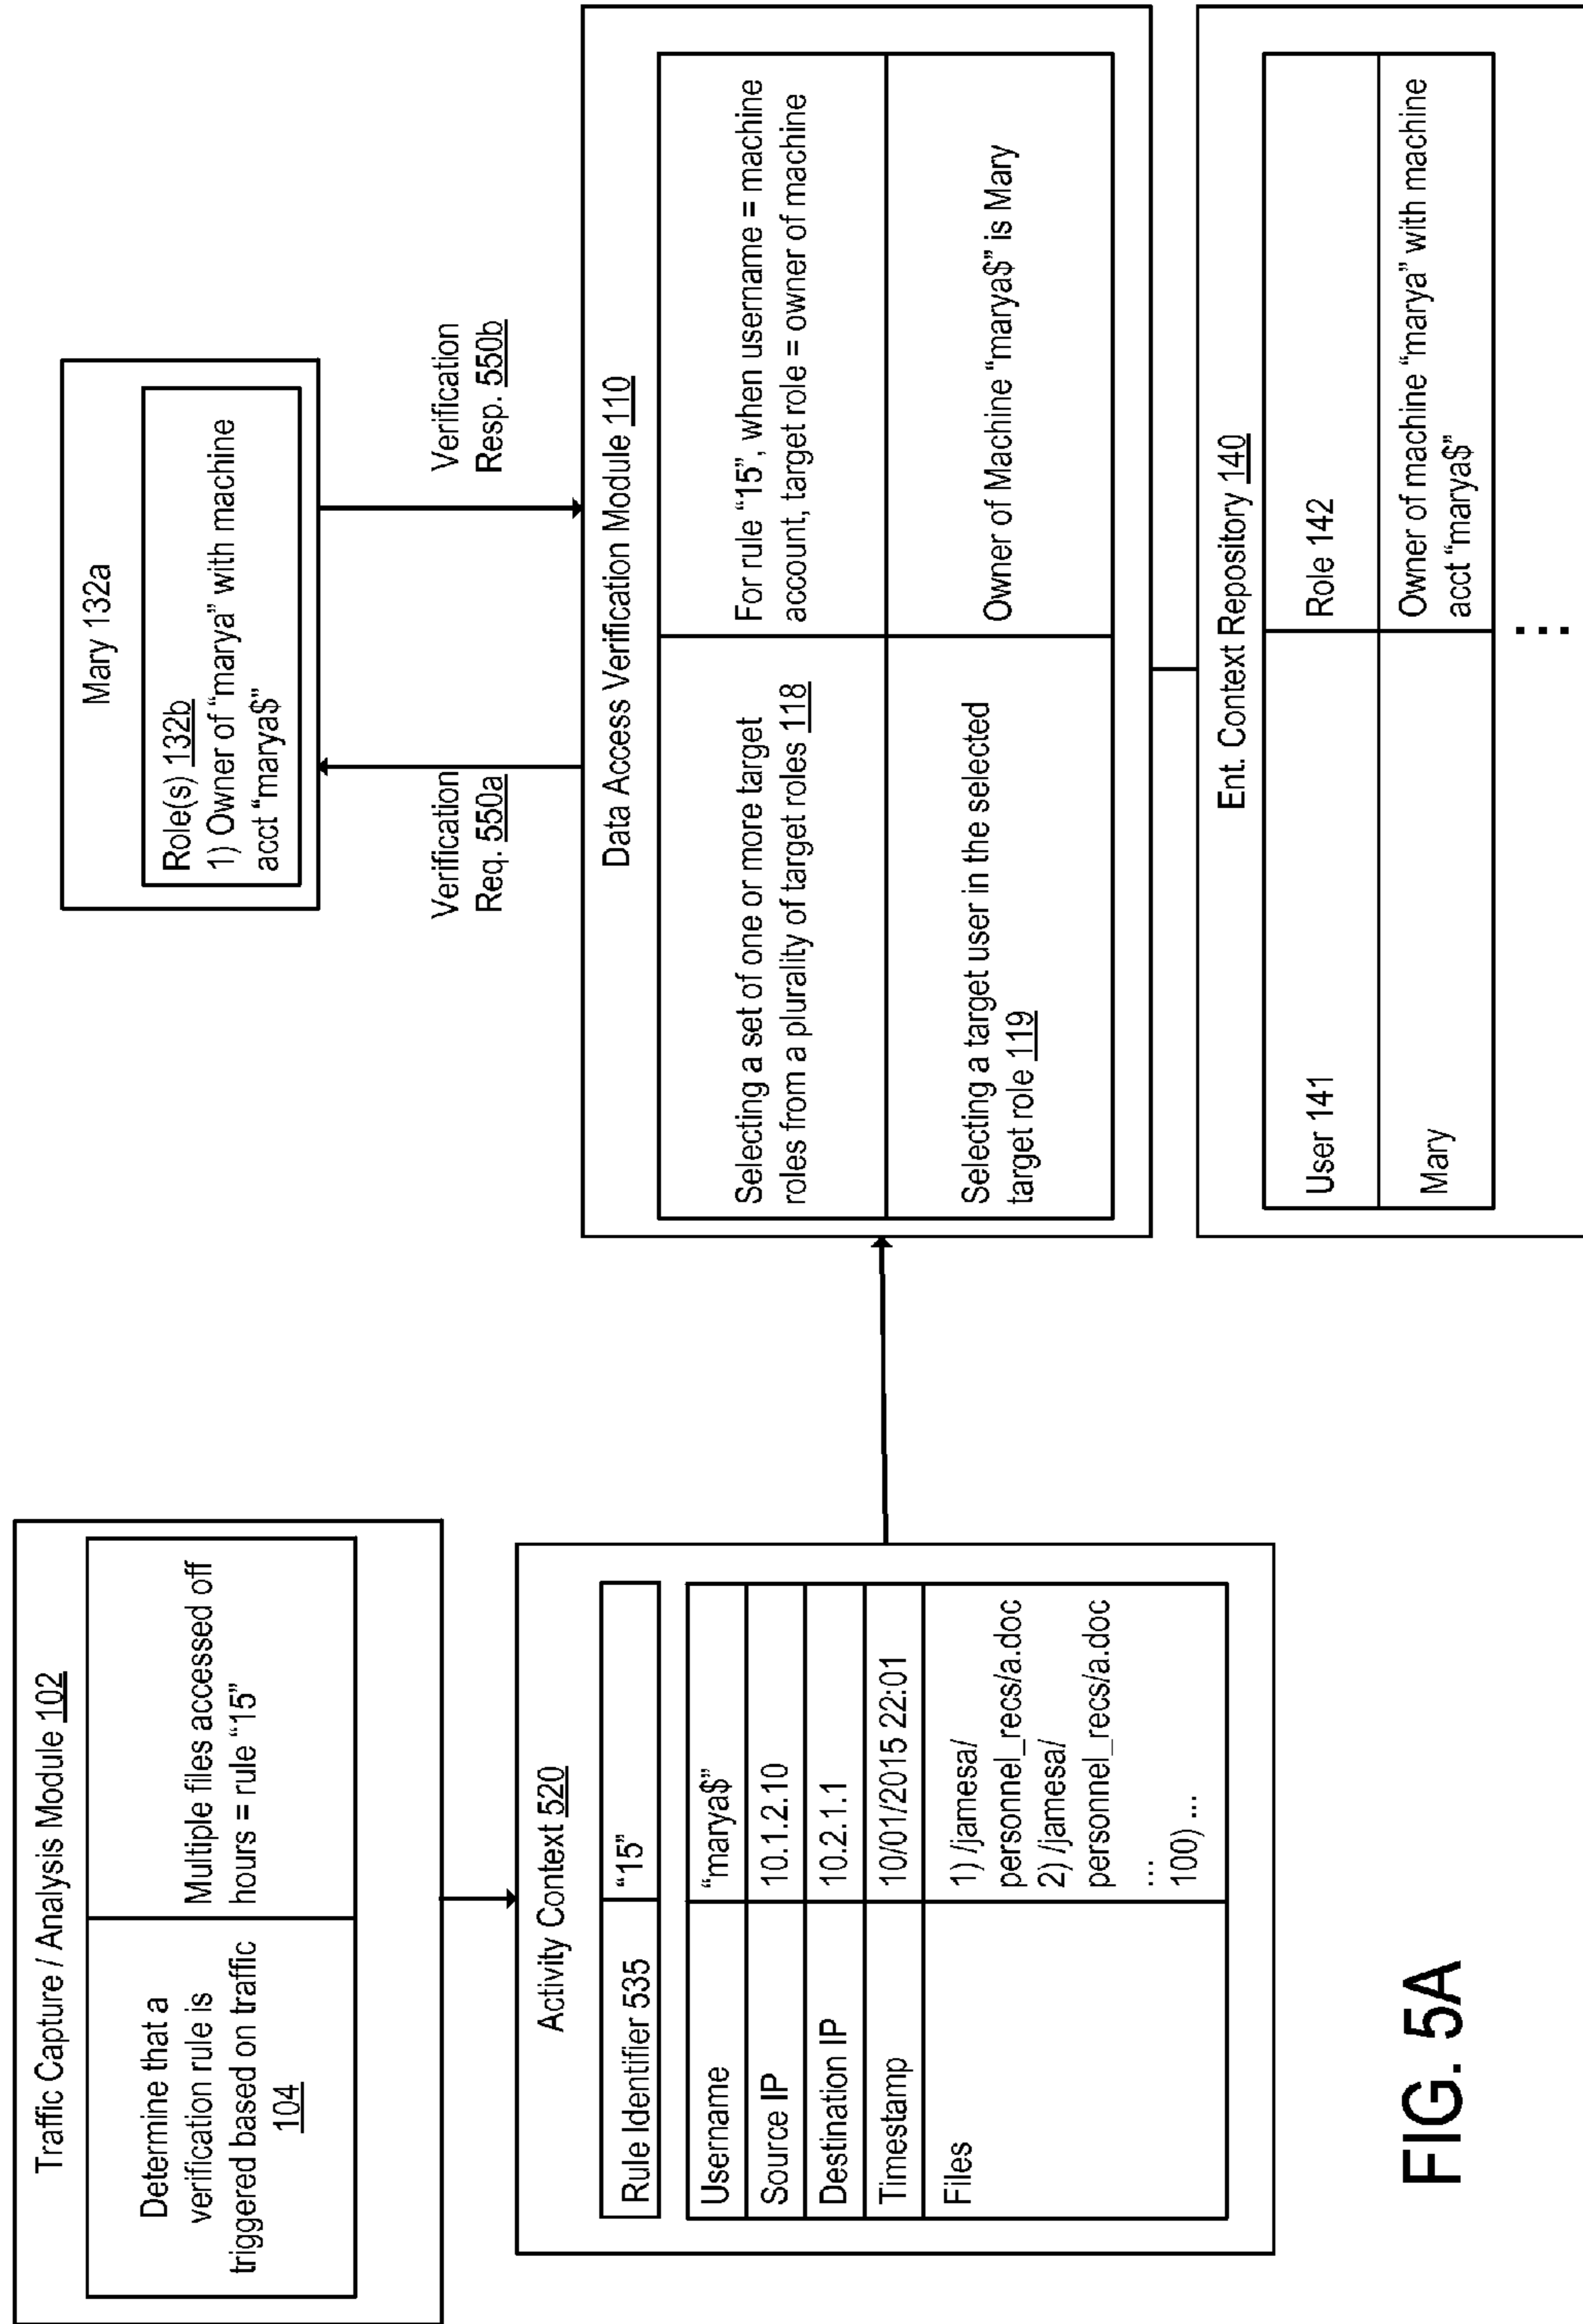 Traffic Capture / Analysis Module 102
Determine that a
verification rule is
triggered based on traffic
104
Multiple files accessed off
hours = rule “15”
Activity Context 520
Rule Identifier 535
“15”
Username
“marya$”
Source IP
10.1.2.10
Destination IP
10.2.1.1
Timestamp
10/01/2015 22:01
Files
1) /jamesa/
personnel_recs/a.doc
2) /jamesa/
personnel_recs/a.doc
...
100) ...
Mary 132a
Role(s) 132b
1) Owner of “marya” with machine
acct “marya$”
Verification
Req. 550a
Verification
Resp. 550b
Data Access Verification Module 110
Selecting a set of one or more target
roles from a plurality of target roles 118
For rule “15”, when username = machine
account, target role = owner of machine
Selecting a target user in the selected
target role 119
Owner of Machine “marya$” is Mary
Ent. Context Repository 140
User 141
Role 142
Mary
Owner of machine “marya” with machine
acct “marya$”
...
FIG. 5A